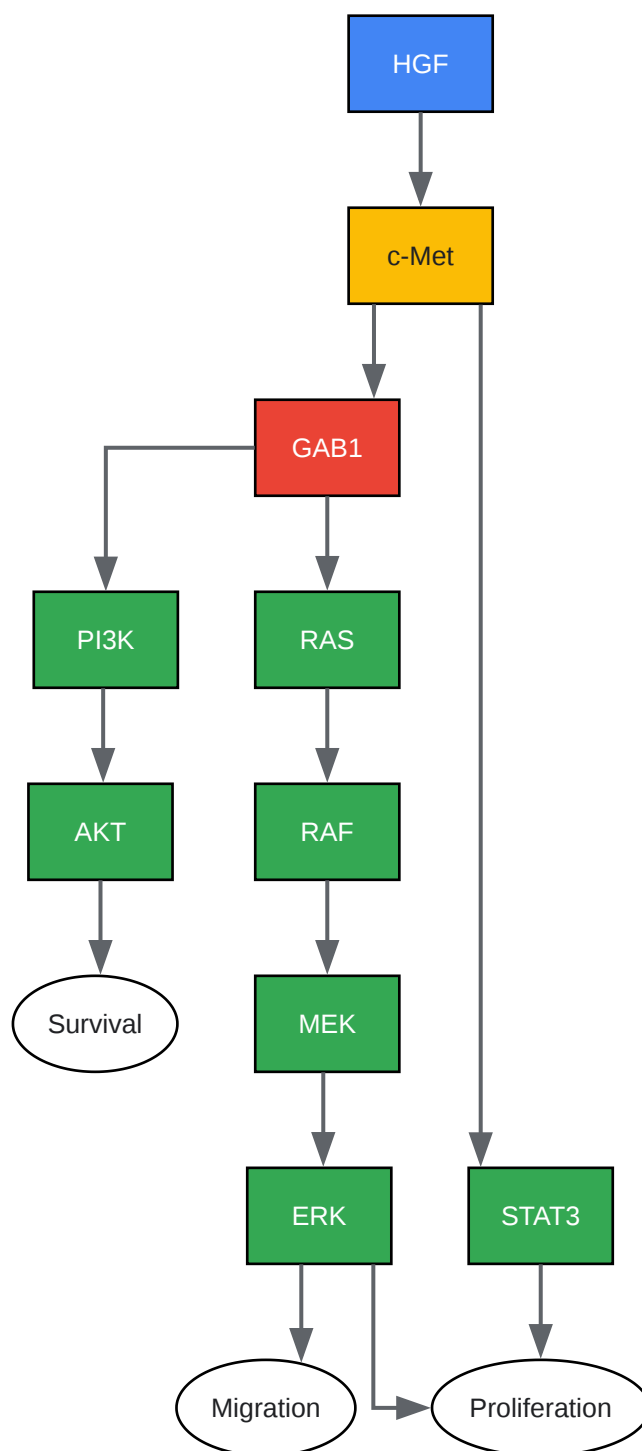 HGF
c-Met
GAB1
PI3K
RAS
AKT
RAF
Survival
MEK
ERK
STAT3
Migration
Proliferation